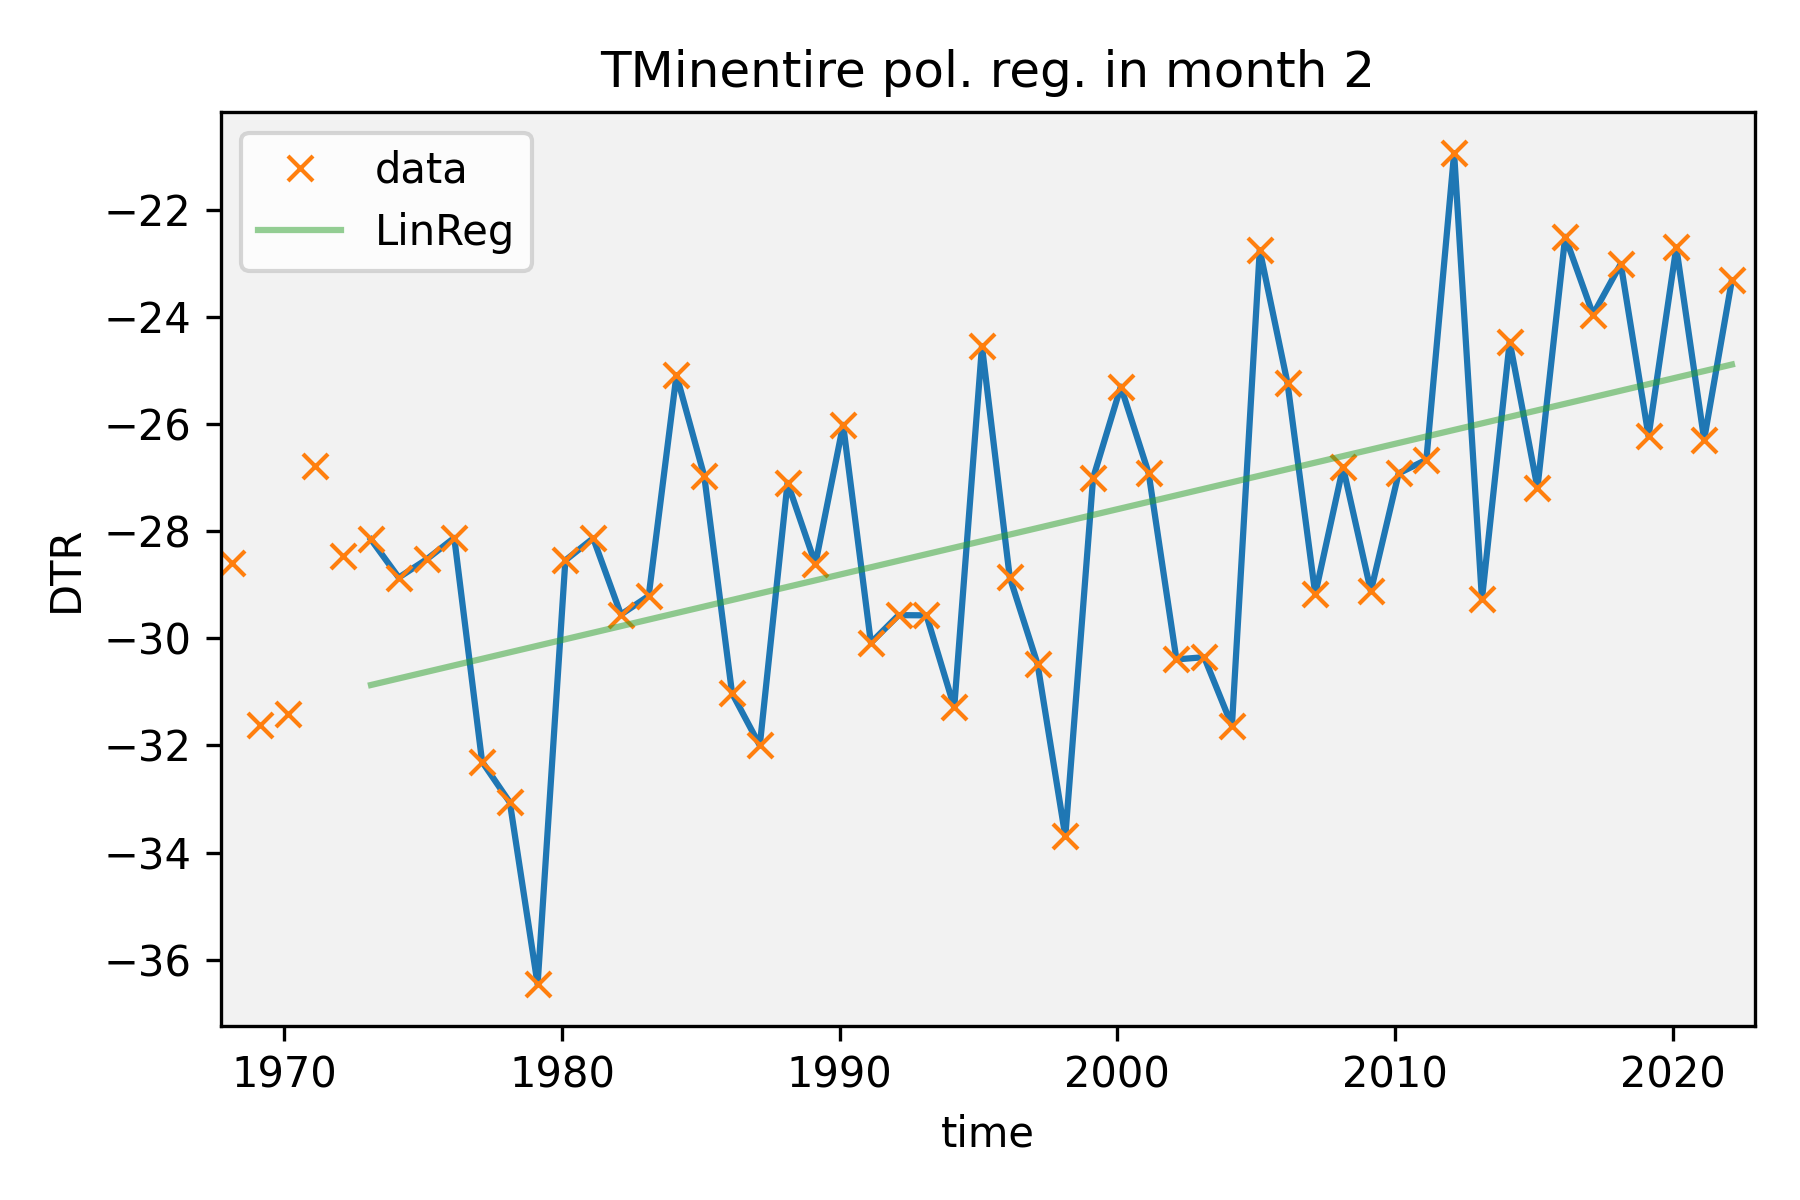 TMinentire pol. reg. in month 2
data
LinReg
−22
−24
−26
−28
−30
−32
−34
−36
DTR
1970 1980 1990 2000 2010 2020
time